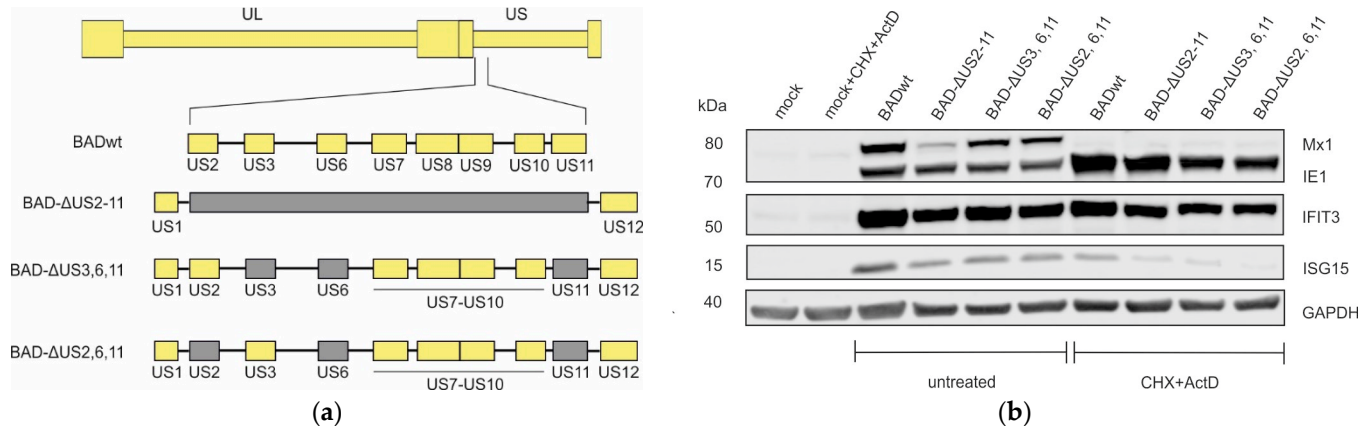 UL US
BADwt
US2 US3 US6 US7 US8 US9 US10 US11
BAD-ΔUS2-11
US1 US12
BAD-ΔUS3,6,11
US1 US2 US3 US6 US11 US12
US7-US10
BAD-ΔUS2,6,11
US1 US2 US3 US6 US11 US12
US7-US10
(a)
mock
mock+CHX+ActD
BADwt
BAD-ΔUS2-11
BAD-ΔUS3, 6,11
BAD-ΔUS2, 6,11
BADwt
BAD-ΔUS2-11
BAD-ΔUS3, 6,11
BAD-ΔUS2, 6,11
kDa
80 Mx1
70 IE1
50 IFIT3
15 ISG15
40 GAPDH
untreated CHX+ActD
(b)